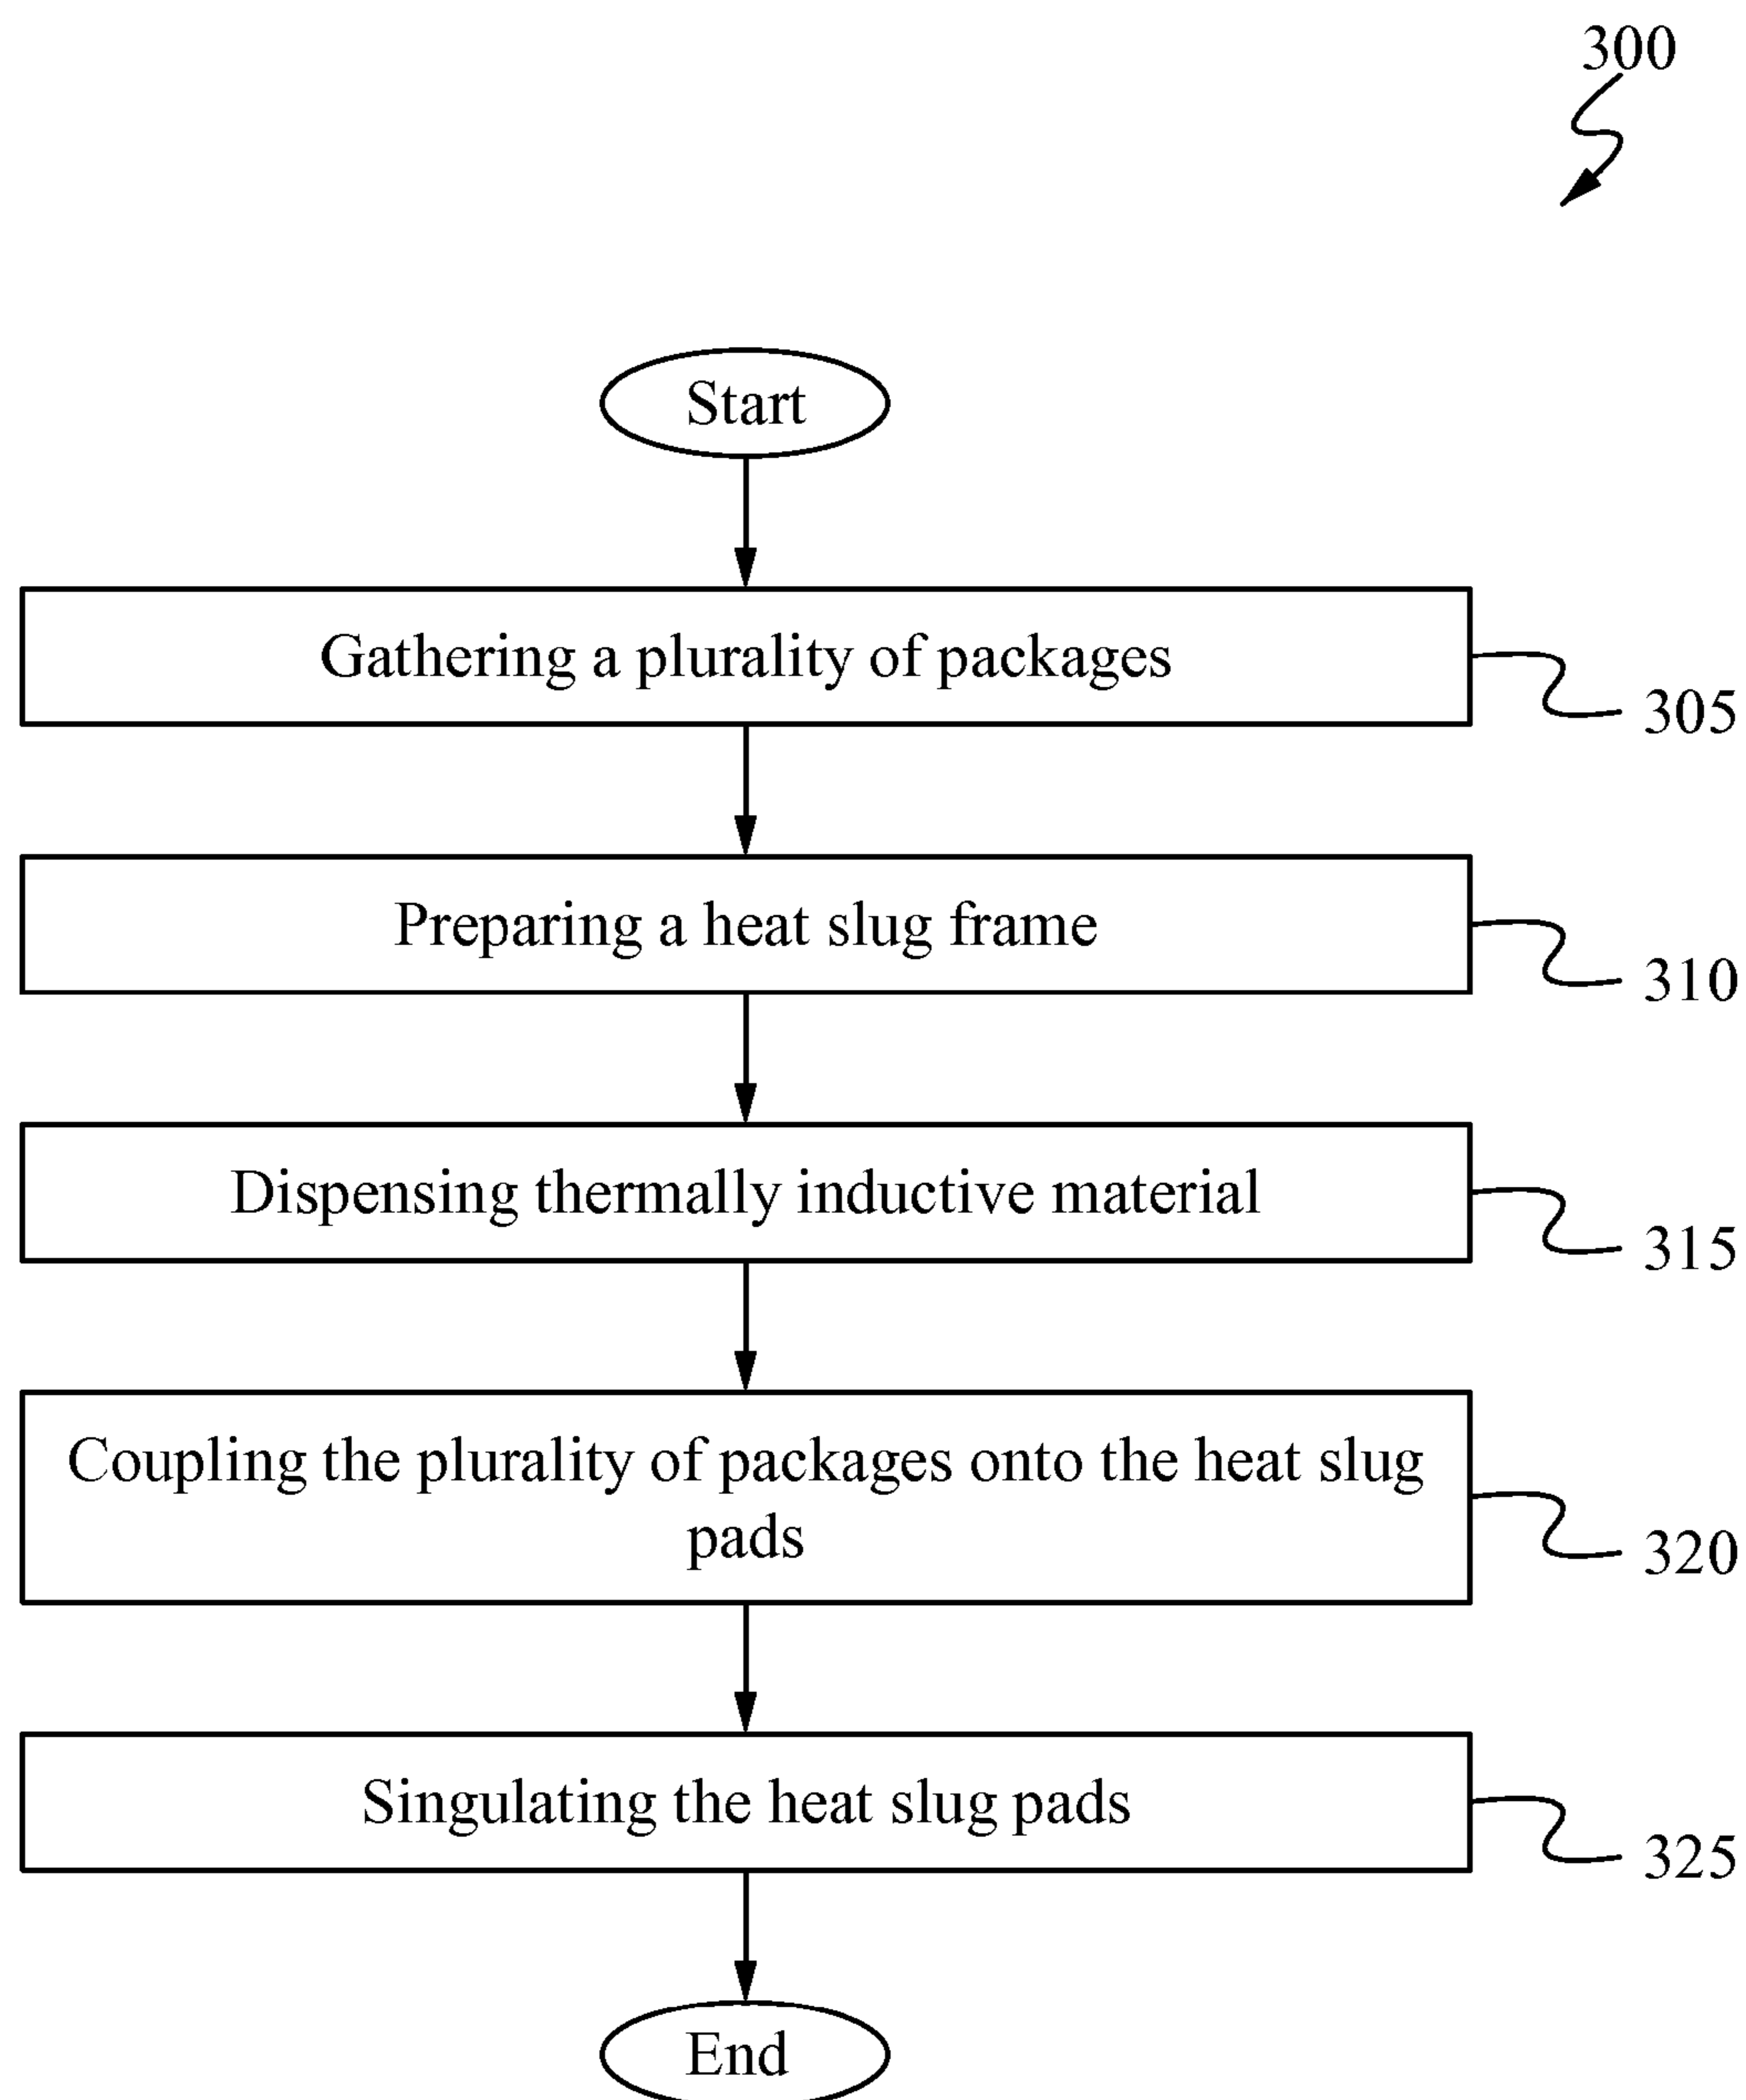 300
Start
Gathering a plurality of packages
305
Preparing a heat slug frame
310
Dispensing thermally inductive material
315
Coupling the plurality of packages onto the heat slug
pads
320
Singulating the heat slug pads
325
End